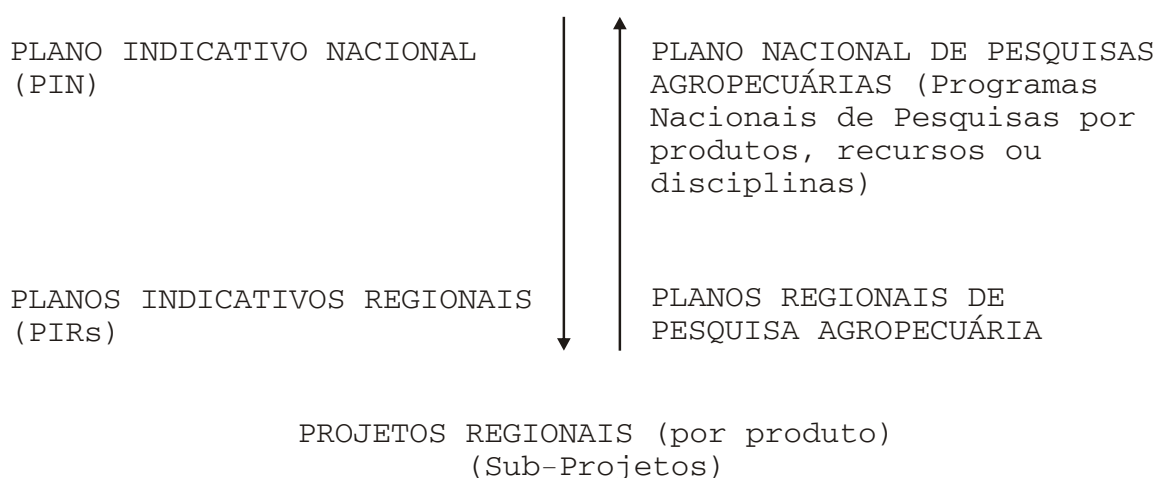 PLANO INDICATIVO NACIONAL
(PIN)
PLANO NACIONAL DE PESQUISAS
AGROPECUÁRIAS (Programas
Nacionais de Pesquisas por
produtos, recursos ou
disciplinas)
PLANOS INDICATIVOS REGIONAIS
(PIRs)
PLANOS REGIONAIS DE
PESQUISA AGROPECUÁRIA
PROJETOS REGIONAIS (por produto)
(Sub-Projetos)